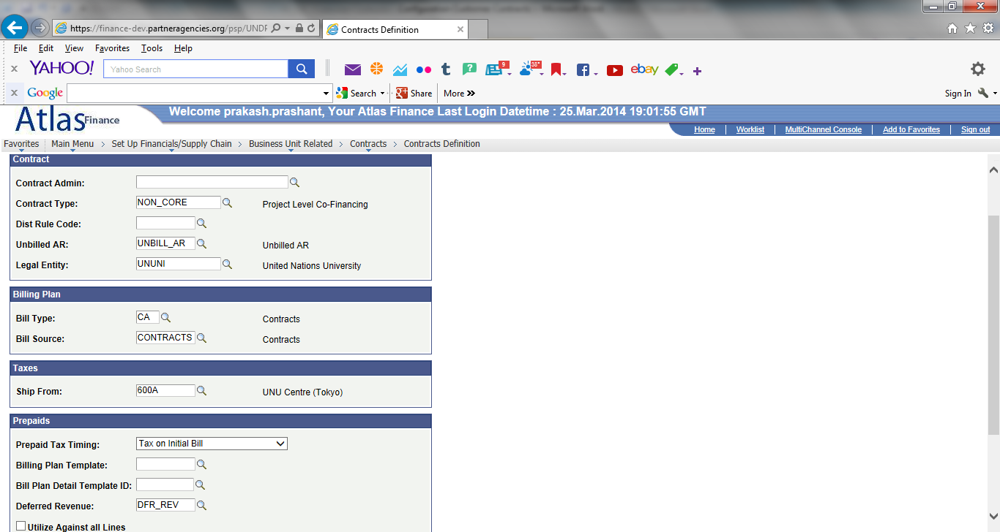 https://finance-dev.partneragencies.org/psp/UNDF
Contracts Definition
File Edit View Favorites Tools Help
YAHOO! Yahoo Search
t ? 9 38° f ebay
Google Search Share More Sign In
Atlas Finance
Welcome prakash.prashant, Your Atlas Finance Last Login Datetime : 25.Mar.2014 19:01:55 GMT
Home Worklist MultiChannel Console Add to Favorites Sign out
Favorites Main Menu > Set Up Financials/Supply Chain > Business Unit Related > Contracts > Contracts Definition
Contract
Contract Admin:
Contract Type: NON_CORE Project Level Co-Financing
Dist Rule Code:
Unbilled AR: UNBILL_AR Unbilled AR
Legal Entity: UNUNI United Nations University
Billing Plan
Bill Type: CA Contracts
Bill Source: CONTRACTS Contracts
Taxes
Ship From: 600A UNU Centre (Tokyo)
Prepaids
Prepaid Tax Timing: Tax on Initial Bill
Billing Plan Template:
Bill Plan Detail Template ID:
Deferred Revenue: DFR_REV
Utilize Against all Lines